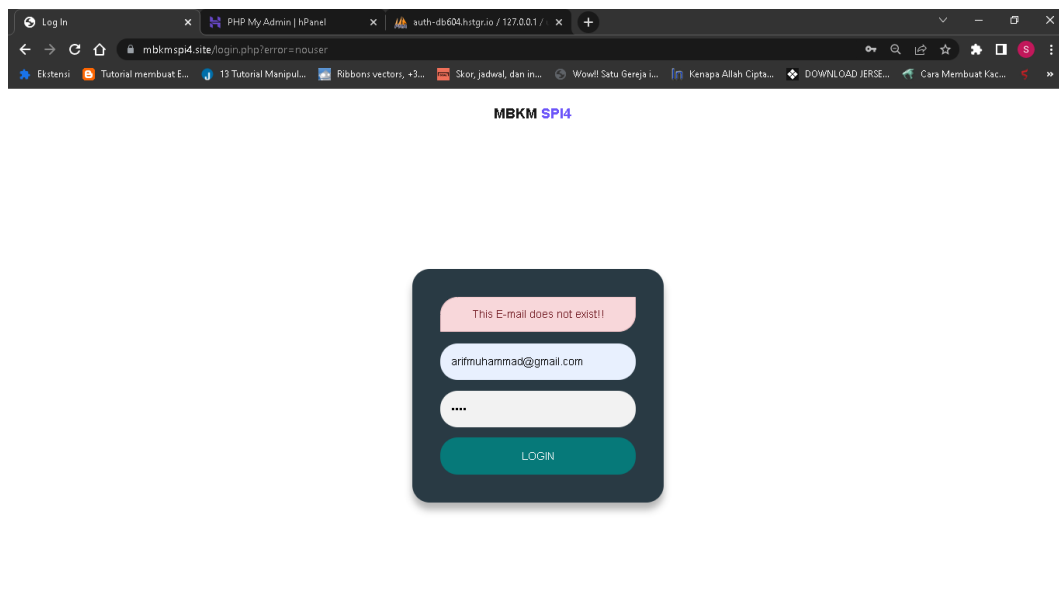 Log In
PHP My Admin | hPanel
auth-db604.hstgr.io / 127.0.0.1 /
mbkmspi4.site/login.php?error=nouser
S
Ekstensi
Tutorial membuat E...
13 Tutorial Manipul...
Ribbons vectors, +3...
Skor, jadwal, dan in...
Wow!! Satu Gereja i...
Kenapa Allah Cipta...
DOWNLOAD JERSE...
Cara Membuat Kac...
MBKM SPI4
This E-mail does not exist!!
arifmuhammad@gmail.com
••••
LOGIN